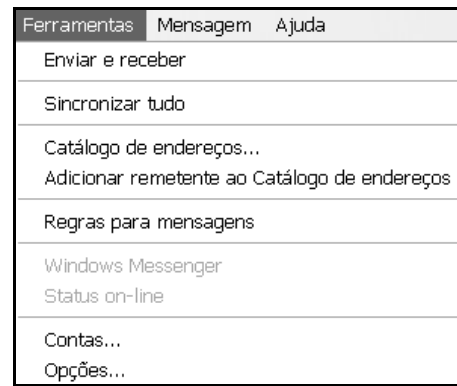 Ferramentas Mensagem Ajuda
Enviar e receber
Sincronizar tudo
Catálogo de endereços...
Adicionar remetente ao Catálogo de endereços
Regras para mensagens
Windows Messenger
Status on-line
Contas...
Opções...